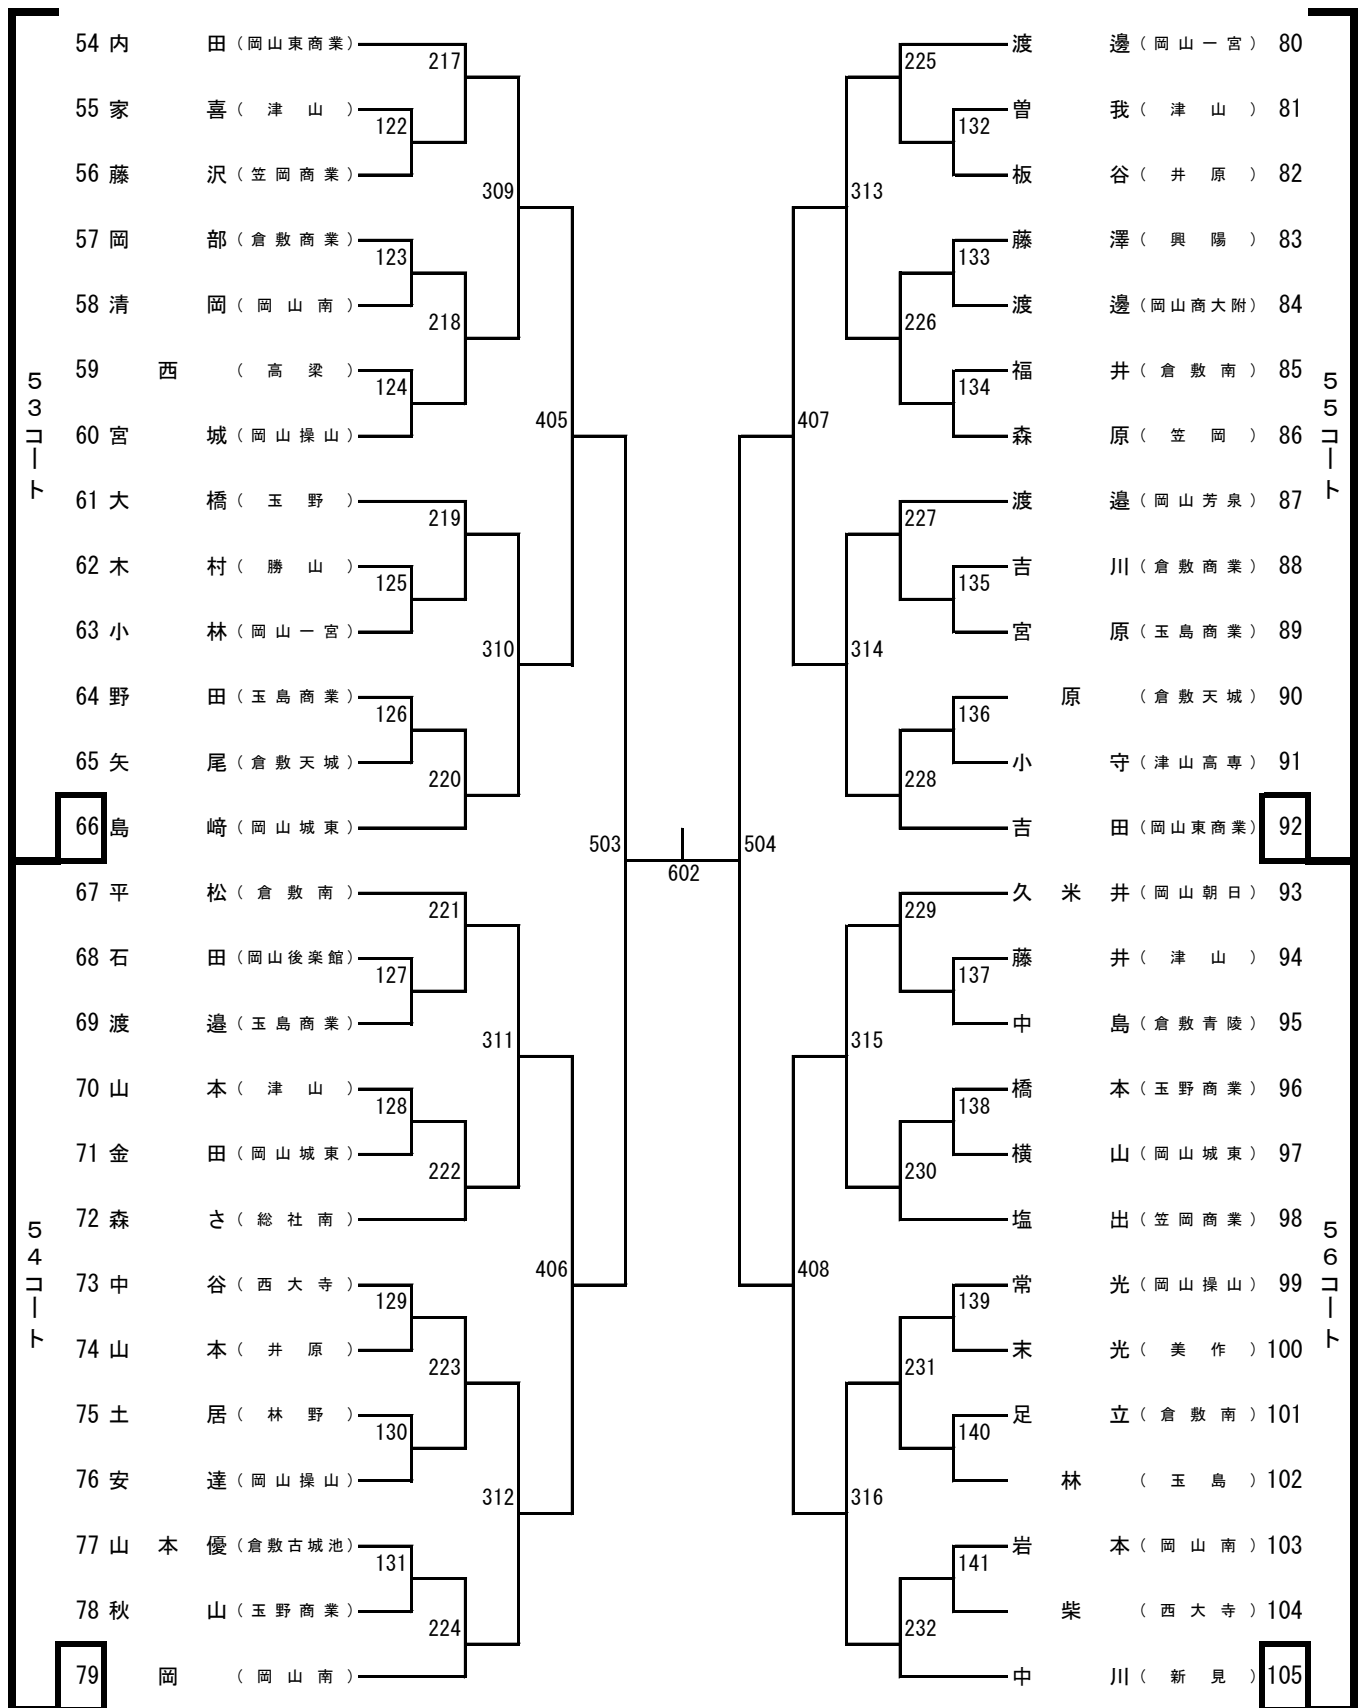 54 内田（岡山東商業）
217
55 家喜（津山）
122
56 藤沢（笠岡商業）
309
57 岡部（倉敷商業）
123
58 清岡（岡山南）
218
59 西（高梁）
124
60 宮城（岡山操山）
405
61 大橋（玉野）
219
62 木村（勝山）
125
63 小林（岡山一宮）
310
64 野田（玉島商業）
126
65 矢尾（倉敷天城）
220
66 島﨑（岡山城東）
53コート
503
67 平松（倉敷南）
221
68 石田（岡山後楽館）
127
69 渡邉（玉島商業）
311
70 山本（津山）
128
71 金田（岡山城東）
222
72 森さ（総社南）
406
73 中谷（西大寺）
129
74 山本（井原）
223
75 土居（林野）
130
76 安達（岡山操山）
312
77 山本優（倉敷古城池）
131
78 秋山（玉野商業）
224
79 岡（岡山南）
54コート
602
渡邊（岡山一宮） 80
225
曽我（津山） 81
132
板谷（井原） 82
313
藤澤（興陽） 83
133
渡邊（岡山商大附） 84
226
福井（倉敷南） 85
134
森原（笠岡） 86
407
渡邉（岡山芳泉） 87
227
吉川（倉敷商業） 88
135
宮原（玉島商業） 89
314
原（倉敷天城） 90
136
小守（津山高専） 91
228
吉田（岡山東商業） 92
55コート
504
久米井（岡山朝日） 93
229
藤井（津山） 94
137
中島（倉敷青陵） 95
315
橋本（玉野商業） 96
138
横山（岡山城東） 97
230
塩出（笠岡商業） 98
408
常光（岡山操山） 99
139
末光（美作） 100
231
足立（倉敷南） 101
140
林（玉島） 102
316
岩本（岡山南） 103
141
柴（西大寺） 104
232
中川（新見） 105
56コート